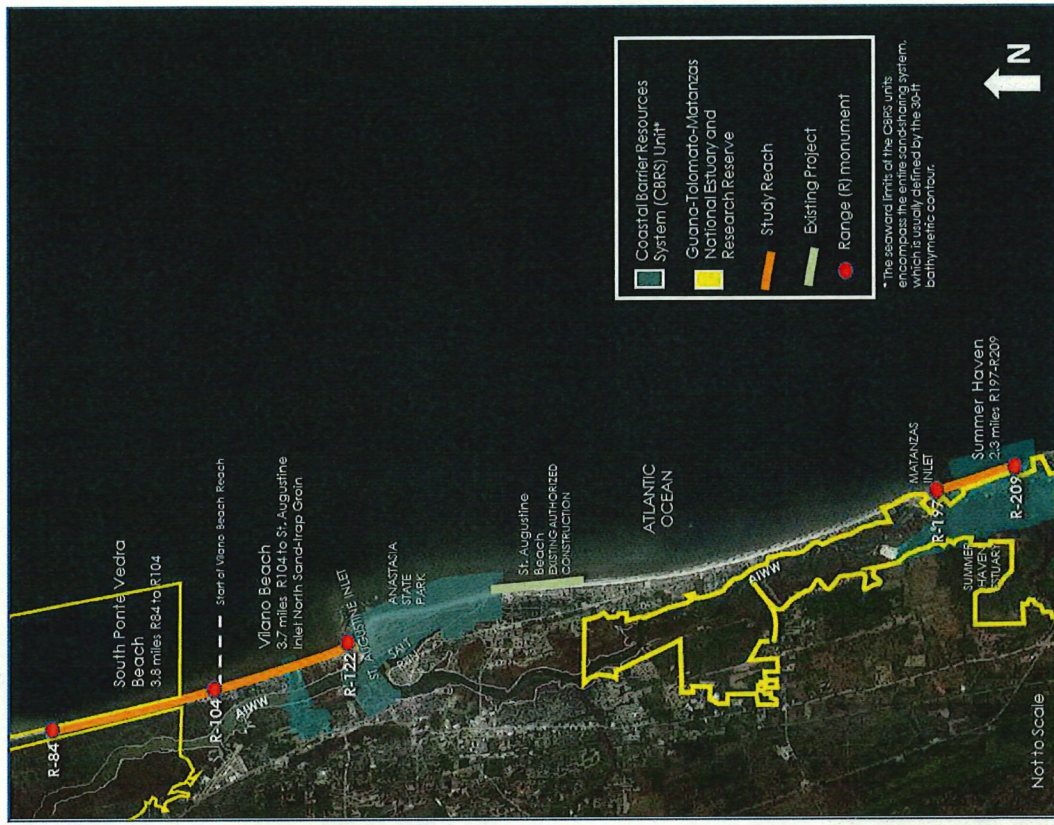 R-84
South Ponte Vedra
Beach
3.8 miles R84 to R104
R-104
Start of Vilano Beach Reach
AIWW
Vilano Beach
3.7 miles R104 to St. Augustine
Inlet North Sand-trap Groin
R-122
ST. AUGUSTINE INLET
SALT
RUN
ANASTASIA
STATE
PARK
St. Augustine
Beach
EXISTING AUTHORIZED
CONSTRUCTION
ATLANTIC
OCEAN
AIWW
MATANZAS
INLET
R-197
Summer Haven
2.3 miles R197-R209
SUMMER
HAVEN
ESTUARY
R-209
Coastal Barrier Resources
System (CBRS) Unit*
Guana-Tolomato-Matanzas
National Estuary and
Research Reserve
Study Reach
Existing Project
Range (R) monument
* The seaward limits of the CBRS units
encompass the entire sand-sharing system,
which is usually defined by the 30-ft
bathymetric contour.
N
Not to Scale